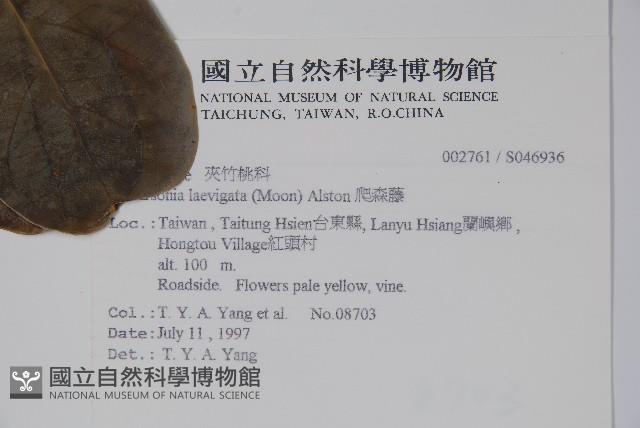 國立自然科學博物館
NATIONAL MUSEUM OF NATURAL SCIENCE
TAICHUNG, TAIWAN, R.O.CHINA
002761 / S046936
夾竹桃科
laevigata (Moon) Alston 爬森藤
Loc.:Taiwan , Taitung Hsien台東縣, Lanyu Hsiang蘭嶼鄉 ,
Hongtou Village紅頭村
alt. 100 m.
Roadside. Flowers pale yellow, vine.
Col.:T. Y. A. Yang et al. No.08703
Date:July 11 , 1997
Det.: T. Y. A. Yang
國立自然科學博物館
NATIONAL MUSEUM OF NATURAL SCIENCE